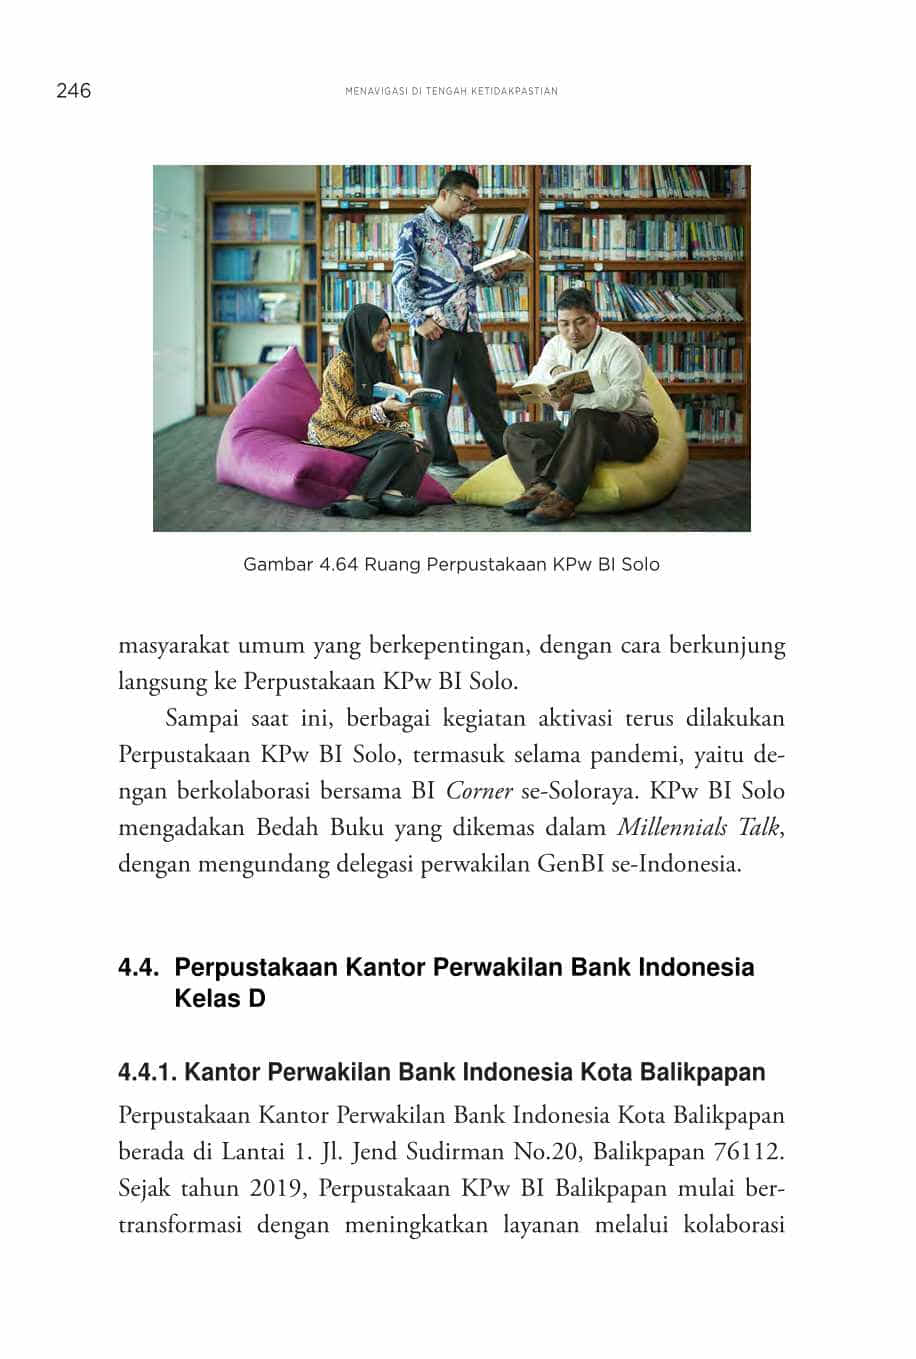 246
MENAVIGASI DI TENGAH KETIDAKPASTIAN
Gambar 4.64 Ruang Perpustakaan KPw BI Solo
masyarakat umum yang berkepentingan, dengan cara berkunjung
langsung ke Perpustakaan KPw BI Solo.
Sampai saat ini, berbagai kegiatan aktivasi terus dilakukan
Perpustakaan KPw BI Solo, termasuk selama pandemi, yaitu de-
ngan berkolaborasi bersama BI Corner se-Soloraya. KPw BI Solo
mengadakan Bedah Buku yang dikemas dalam Millennials Talk,
dengan mengundang delegasi perwakilan GenBI se-Indonesia.
4.4. Perpustakaan Kantor Perwakilan Bank Indonesia
Kelas D
4.4.1. Kantor Perwakilan Bank Indonesia Kota Balikpapan
Perpustakaan Kantor Perwakilan Bank Indonesia Kota Balikpapan
berada di Lantai 1. Jl. Jend Sudirman No.20, Balikpapan 76112.
Sejak tahun 2019, Perpustakaan KPw BI Balikpapan mulai ber-
transformasi dengan meningkatkan layanan melalui kolaborasi